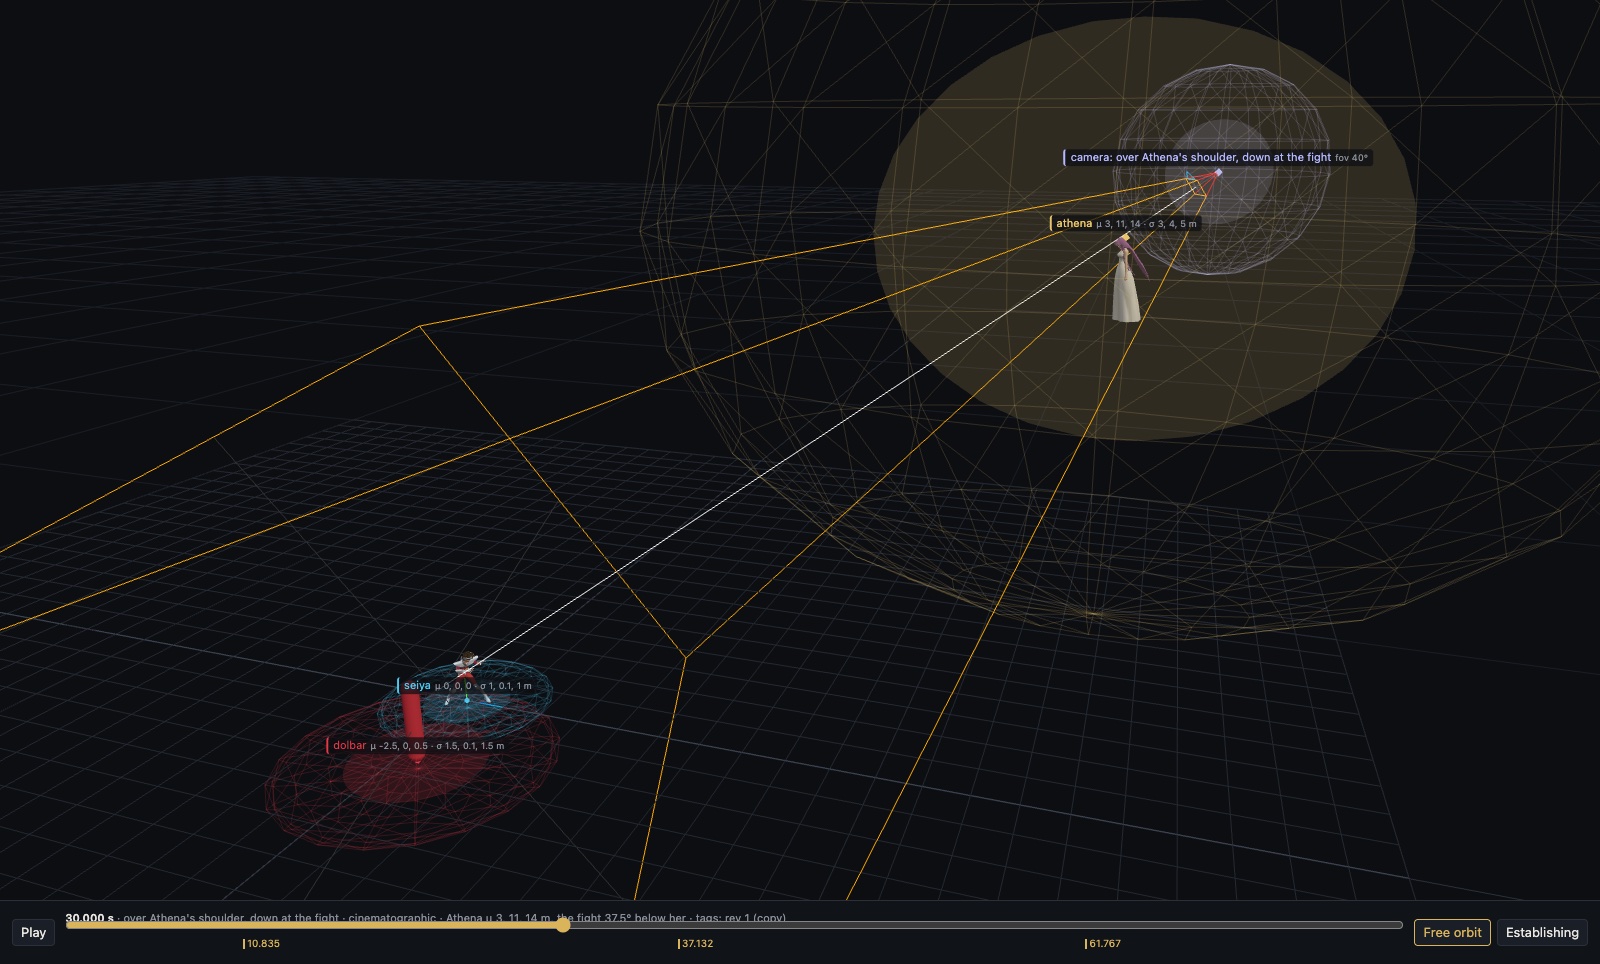 camera: over Athena's shoulder, down at the fight fov 40°
athena μ 3, 11, 14 · σ 3, 4, 5 m
seiya μ 0, 0, 0 · σ 1, 0.1, 1 m
dolbar μ -2.5, 0, 0.5 · σ 1.5, 0.1, 1.5 m
30.000 s · over Athena's shoulder, down at the fight · cinematographic · Athena μ 3, 11, 14 m, the fight 37.5° below her · tags: rev 1 (copy)
Play
Free orbit
Establishing
10.835
37.132
61.767